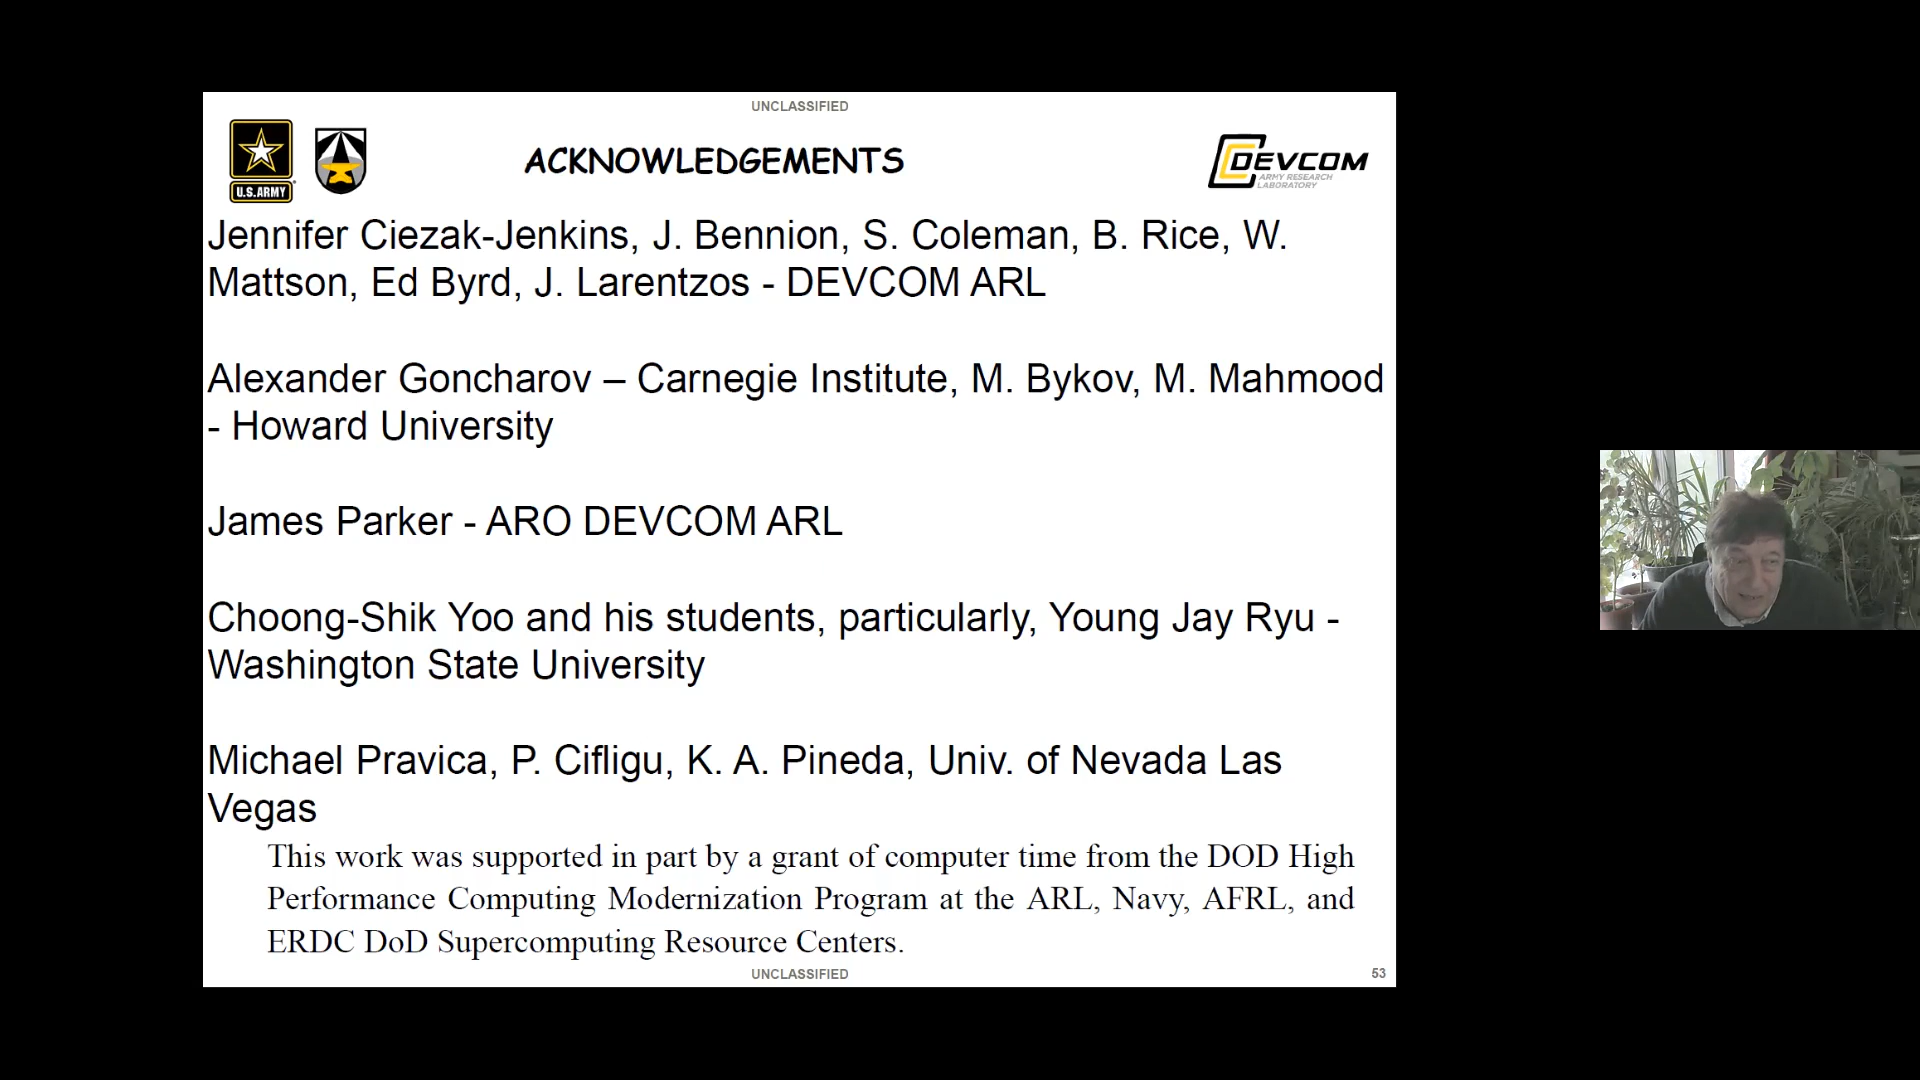 UNCLASSIFIED
U.S.ARMY
ACKNOWLEDGEMENTS
DEVCOM
ARMY RESEARCH
LABORATORY
Jennifer Ciezak-Jenkins, J. Bennion, S. Coleman, B. Rice, W.
Mattson, Ed Byrd, J. Larentzos - DEVCOM ARL
Alexander Goncharov – Carnegie Institute, M. Bykov, M. Mahmood
- Howard University
James Parker - ARO DEVCOM ARL
Choong-Shik Yoo and his students, particularly, Young Jay Ryu -
Washington State University
Michael Pravica, P. Cifligu, K. A. Pineda, Univ. of Nevada Las
Vegas
This work was supported in part by a grant of computer time from the DOD High
Performance Computing Modernization Program at the ARL, Navy, AFRL, and
ERDC DoD Supercomputing Resource Centers.
UNCLASSIFIED
53